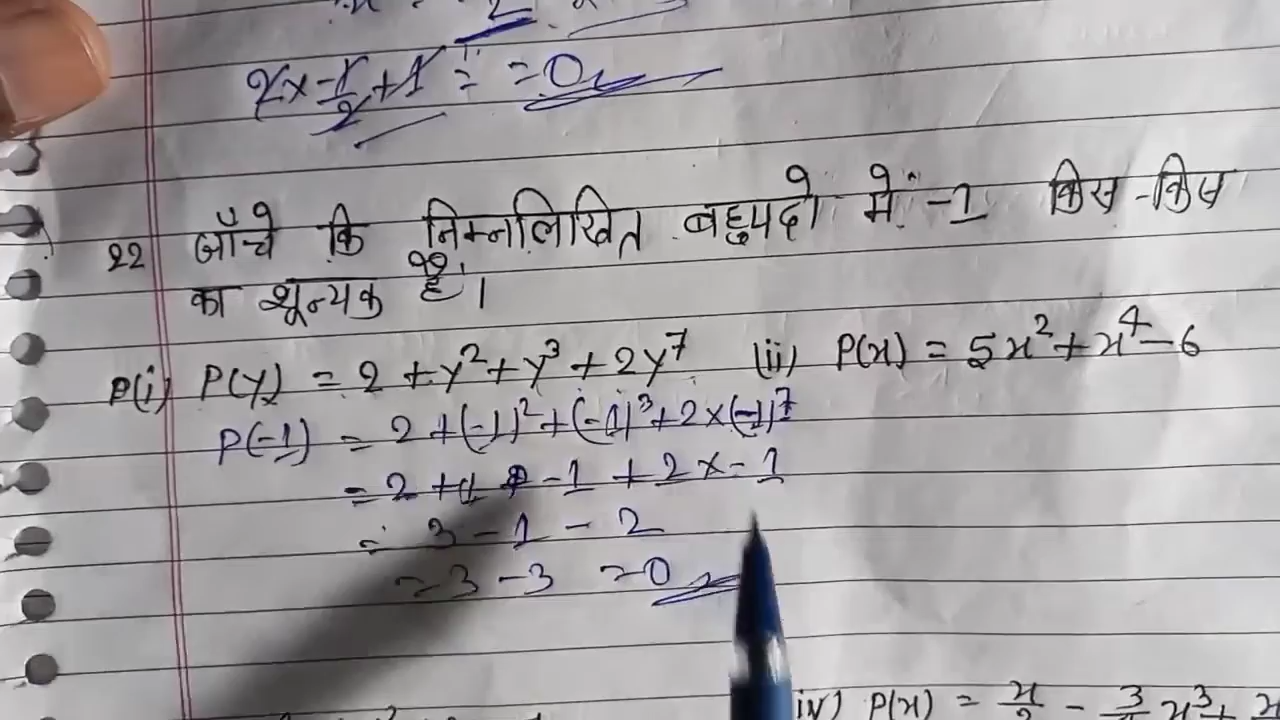 2x -1/2 + 1 = = 0
22 जाँचे कि निम्नलिखित बहुपदो में -1 किस-किस
का शून्यक है।
P(i) P(y) = 2 + y² + y³ + 2y⁷ (ii) P(x) = 5x² + x⁴ - 6
P(-1) = 2 + (-1)² + (-1)³ + 2×(-1)⁷
= 2 + 1 -1 + 2 × -1
= 3 - 1 - 2
= 3 - 3 = 0
iv) P(x) =